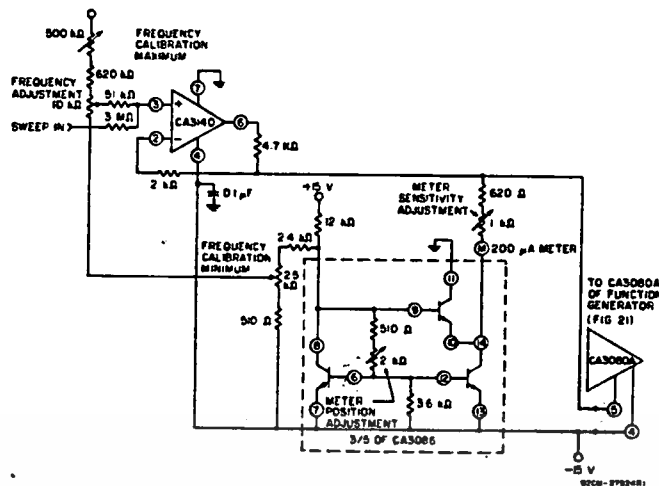 500 kΩ
FREQUENCY
CALIBRATION
MAXIMUM
620 kΩ
FREQUENCY
ADJUSTMENT
10 kΩ
51 kΩ
3 MΩ
SWEEP IN
7
3
+
CA3140
6
2
-
4
4.7 KΩ
2 kΩ
0.1 μF
+15 V
12 kΩ
METER
SENSITIVITY
ADJUSTMENT
620 Ω
1 kΩ
M
200 μA METER
FREQUENCY
CALIBRATION
MINIMUM
2.4 kΩ
2.5
kΩ
510 Ω
11
9
510 Ω
2 kΩ
10
14
8
6
12
7
METER
POSITION
ADJUSTMENT
3.6 kΩ
13
3/5 OF CA3086
TO CA3080A
OF FUNCTION
GENERATOR
(FIG 21)
CA3080A
5
4
-15 V